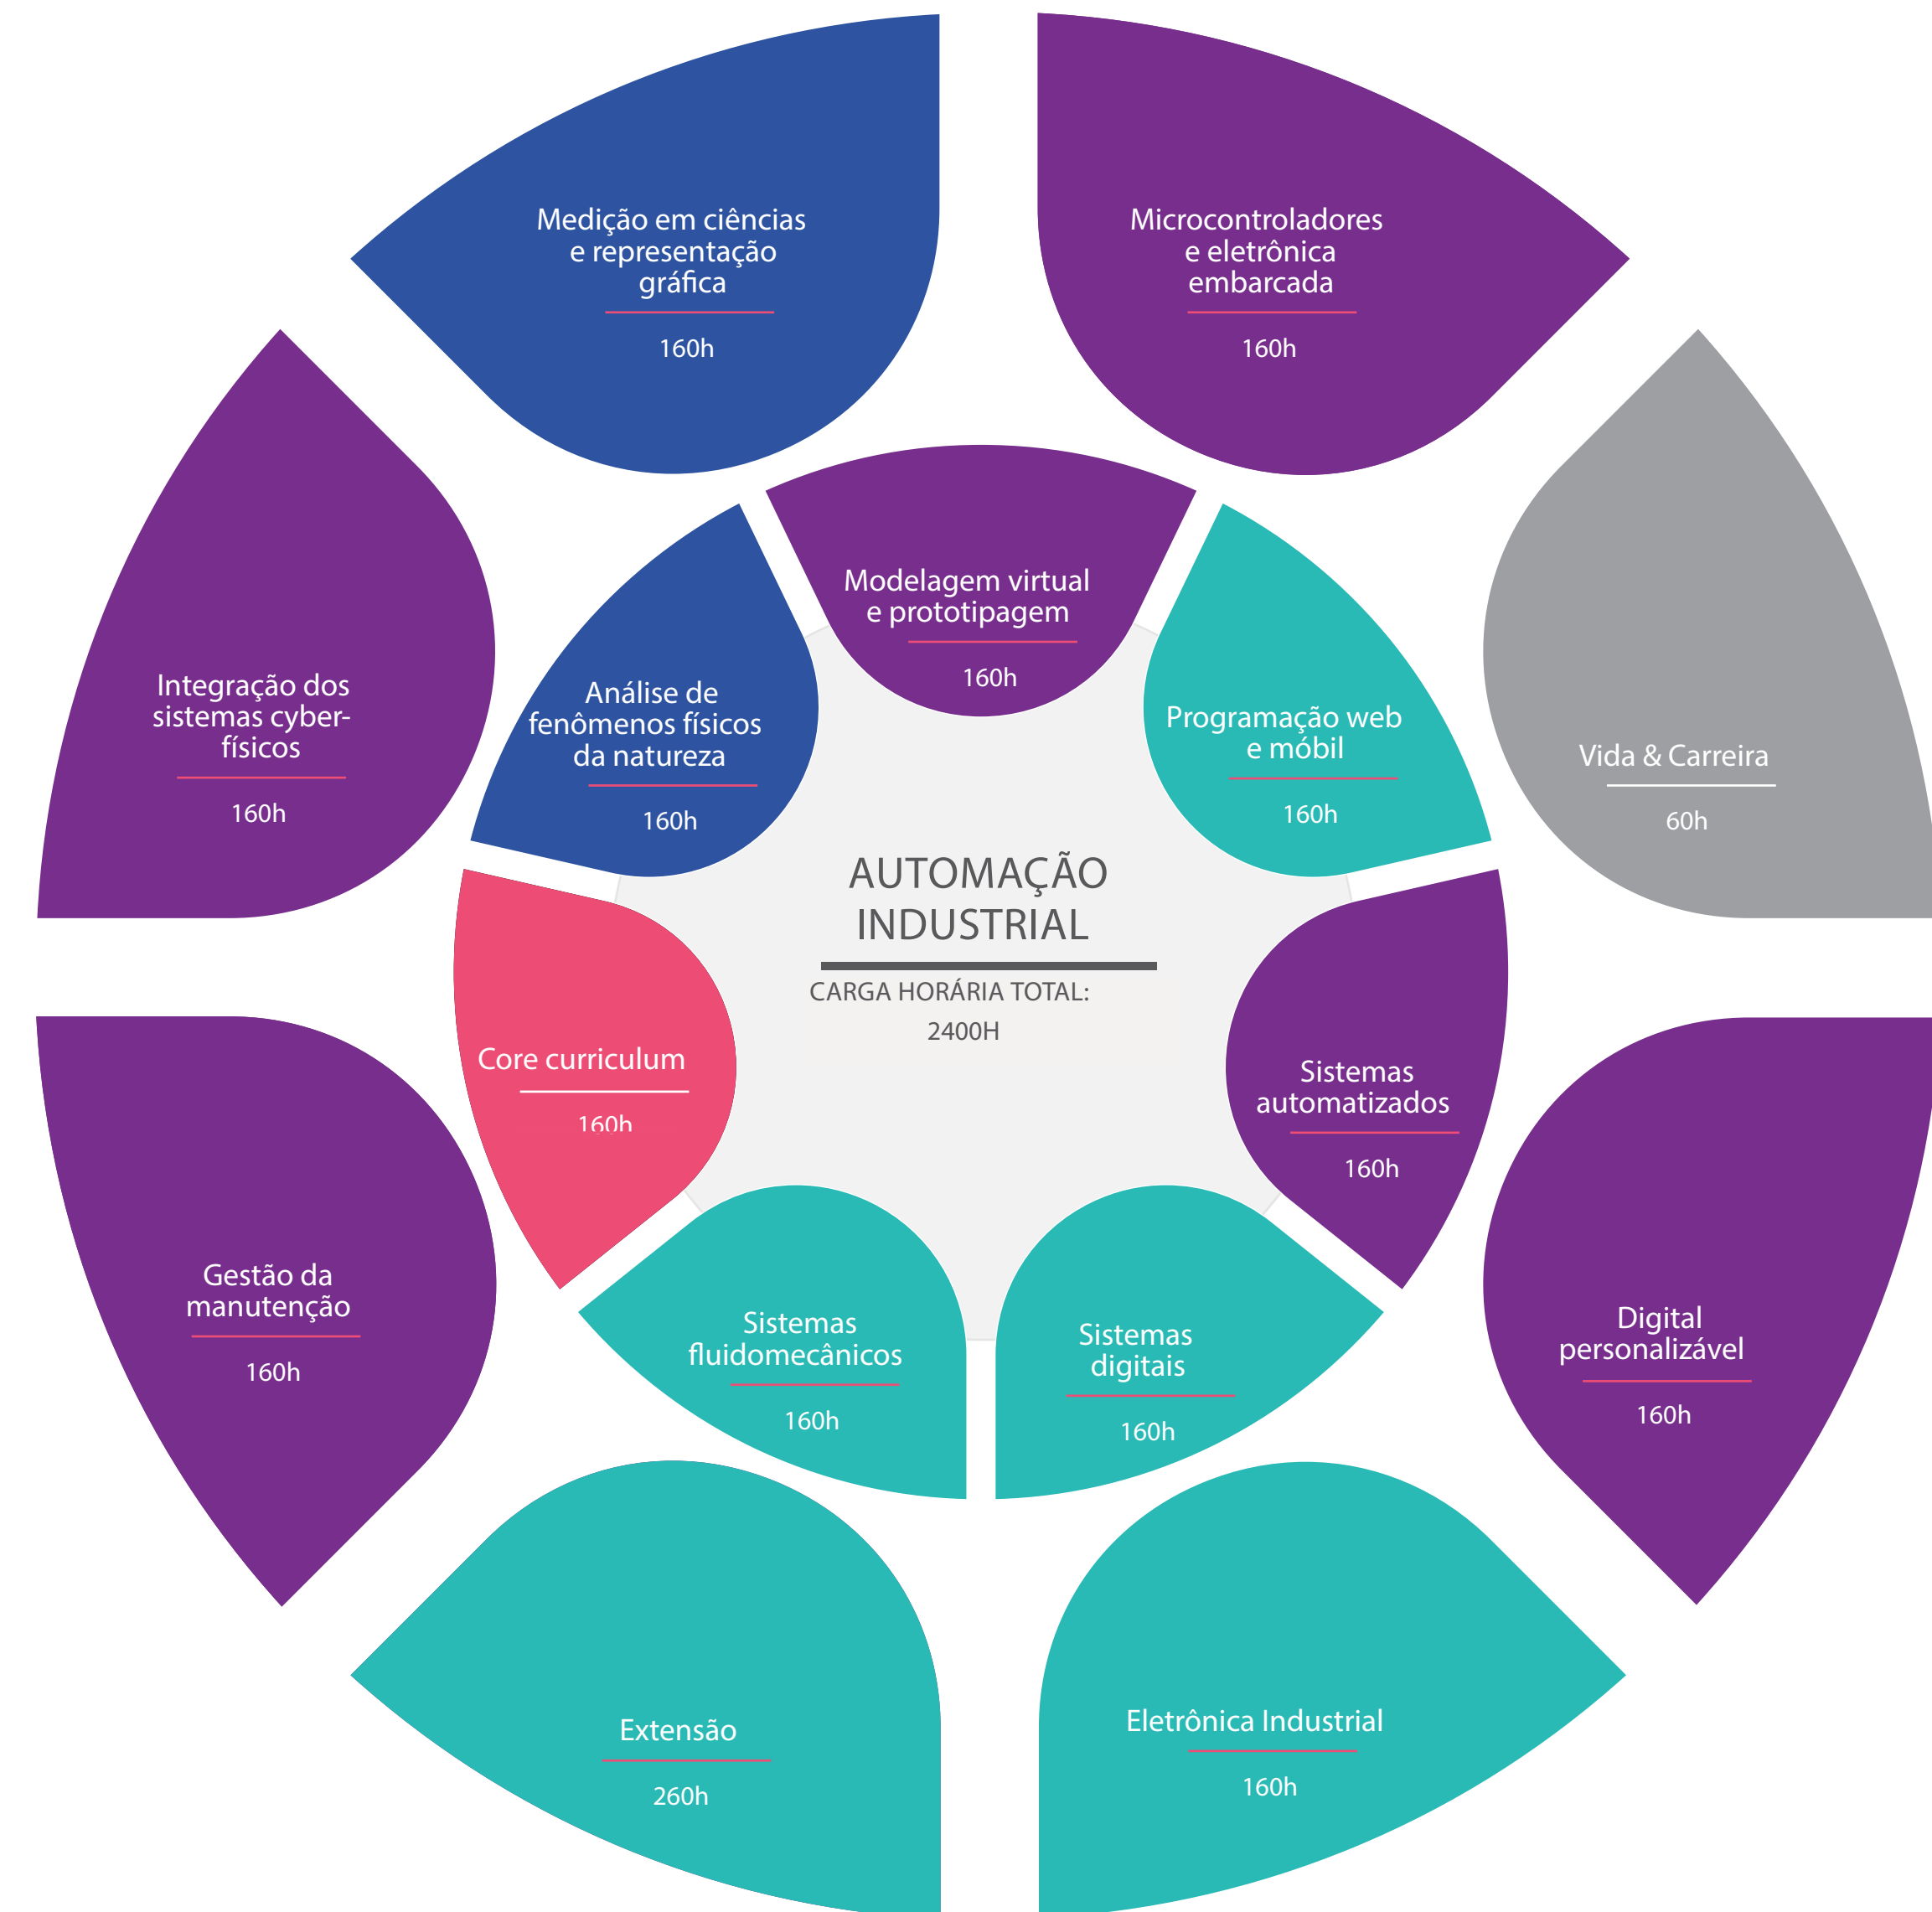 Medição em ciências
e representação
gráfica
160h
Microcontroladores
e eletrônica
embarcada
160h
Modelagem virtual
e prototipagem
160h
Integração dos
sistemas cyber-
físicos
160h
Análise de
fenômenos físicos
da natureza
160h
Programação web
e móbil
160h
Vida & Carreira
60h
AUTOMAÇÃO
INDUSTRIAL
CARGA HORÁRIA TOTAL:
2400H
Core curriculum
160h
Sistemas
automatizados
160h
Gestão da
manutenção
160h
Sistemas
fluidomecânicos
160h
Sistemas
digitais
160h
Digital
personalizável
160h
Extensão
260h
Eletrônica Industrial
160h